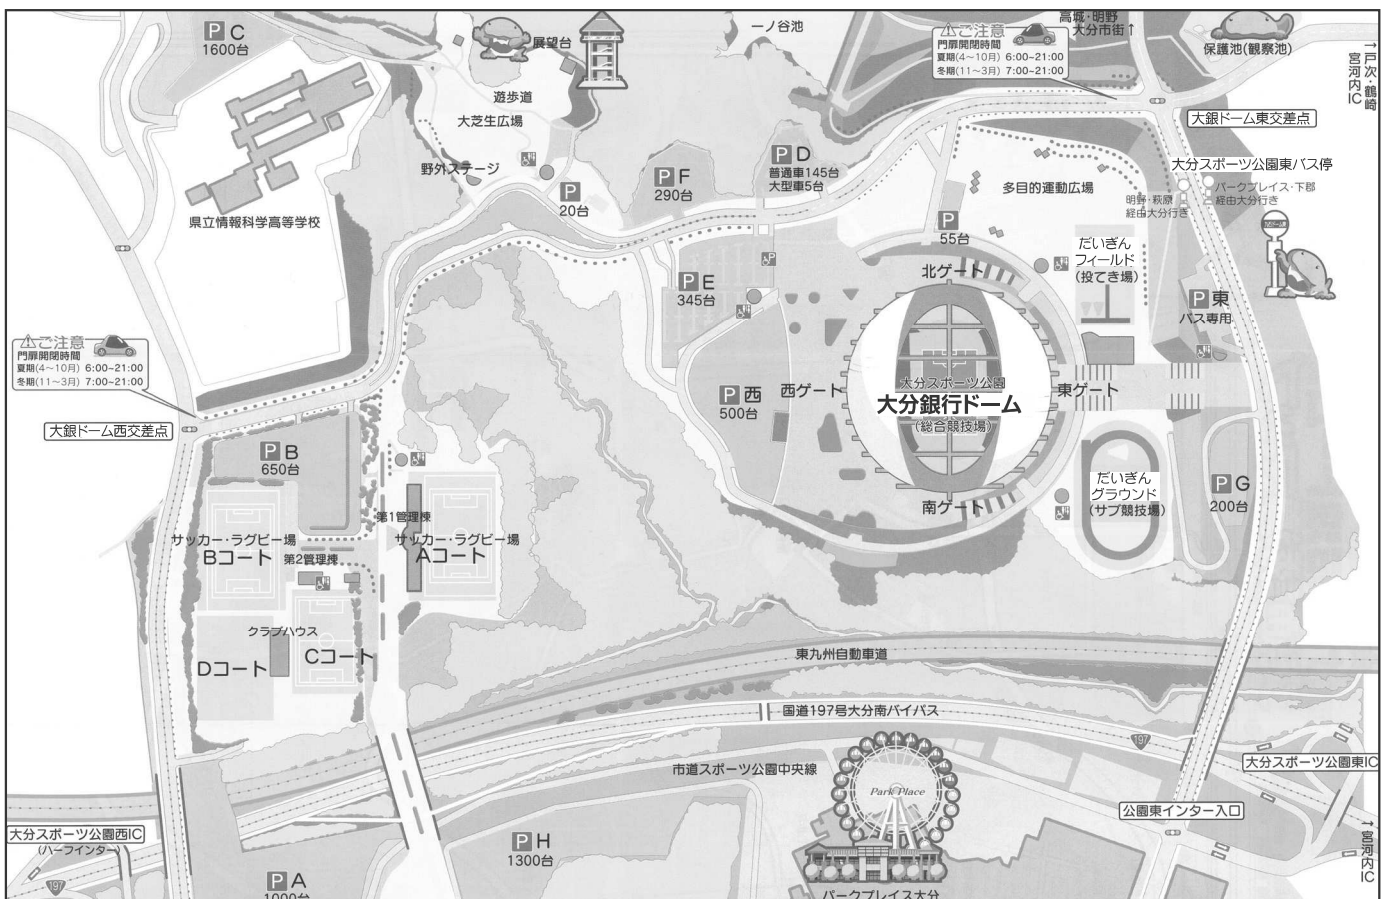 P C
1600台
展望台
一ノ谷池
高城・明野
大分市街↑
⚠ご注意
門扉開閉時間
夏期(4～10月) 6:00~21:00
冬期(11～3月) 7:00~21:00
保護池(観察池)
↑戸次・鶴崎
宮河内IC
遊歩道
大芝生広場
大銀ドーム東交差点
野外ステージ
P D
普通車145台
大型車5台
P F
290台
P
20台
多目的運動広場
大分スポーツ公園東バス停
パークプレイス・下郡
経由大分行き
明野・萩原
経由大分行き
県立情報科学高等学校
P
55台
だいぎん
フィールド
(投てき場)
P
北ゲート
P E
345台
P 東
バス専用
⚠ご注意
門扉開閉時間
夏期(4～10月) 6:00~21:00
冬期(11～3月) 7:00~21:00
P 西
500台
西ゲート
大分スポーツ公園
大分銀行ドーム
(総合競技場)
東ゲート
大銀ドーム西交差点
P B
650台
だいぎん
グラウンド
(サブ競技場)
P G
200台
南ゲート
第1管理棟
サッカー・ラグビー場
Bコート
サッカー・ラグビー場
Aコート
第2管理棟
クラブハウス
Dコート
Cコート
東九州自動車道
国道197号大分南バイパス
197
市道スポーツ公園中央線
大分スポーツ公園東IC
Park Place
公園東インター入口
大分スポーツ公園西IC
(ハーフインター)
P H
1300台
↑宮河内IC
197
P A
1000台
パークプレイス大分